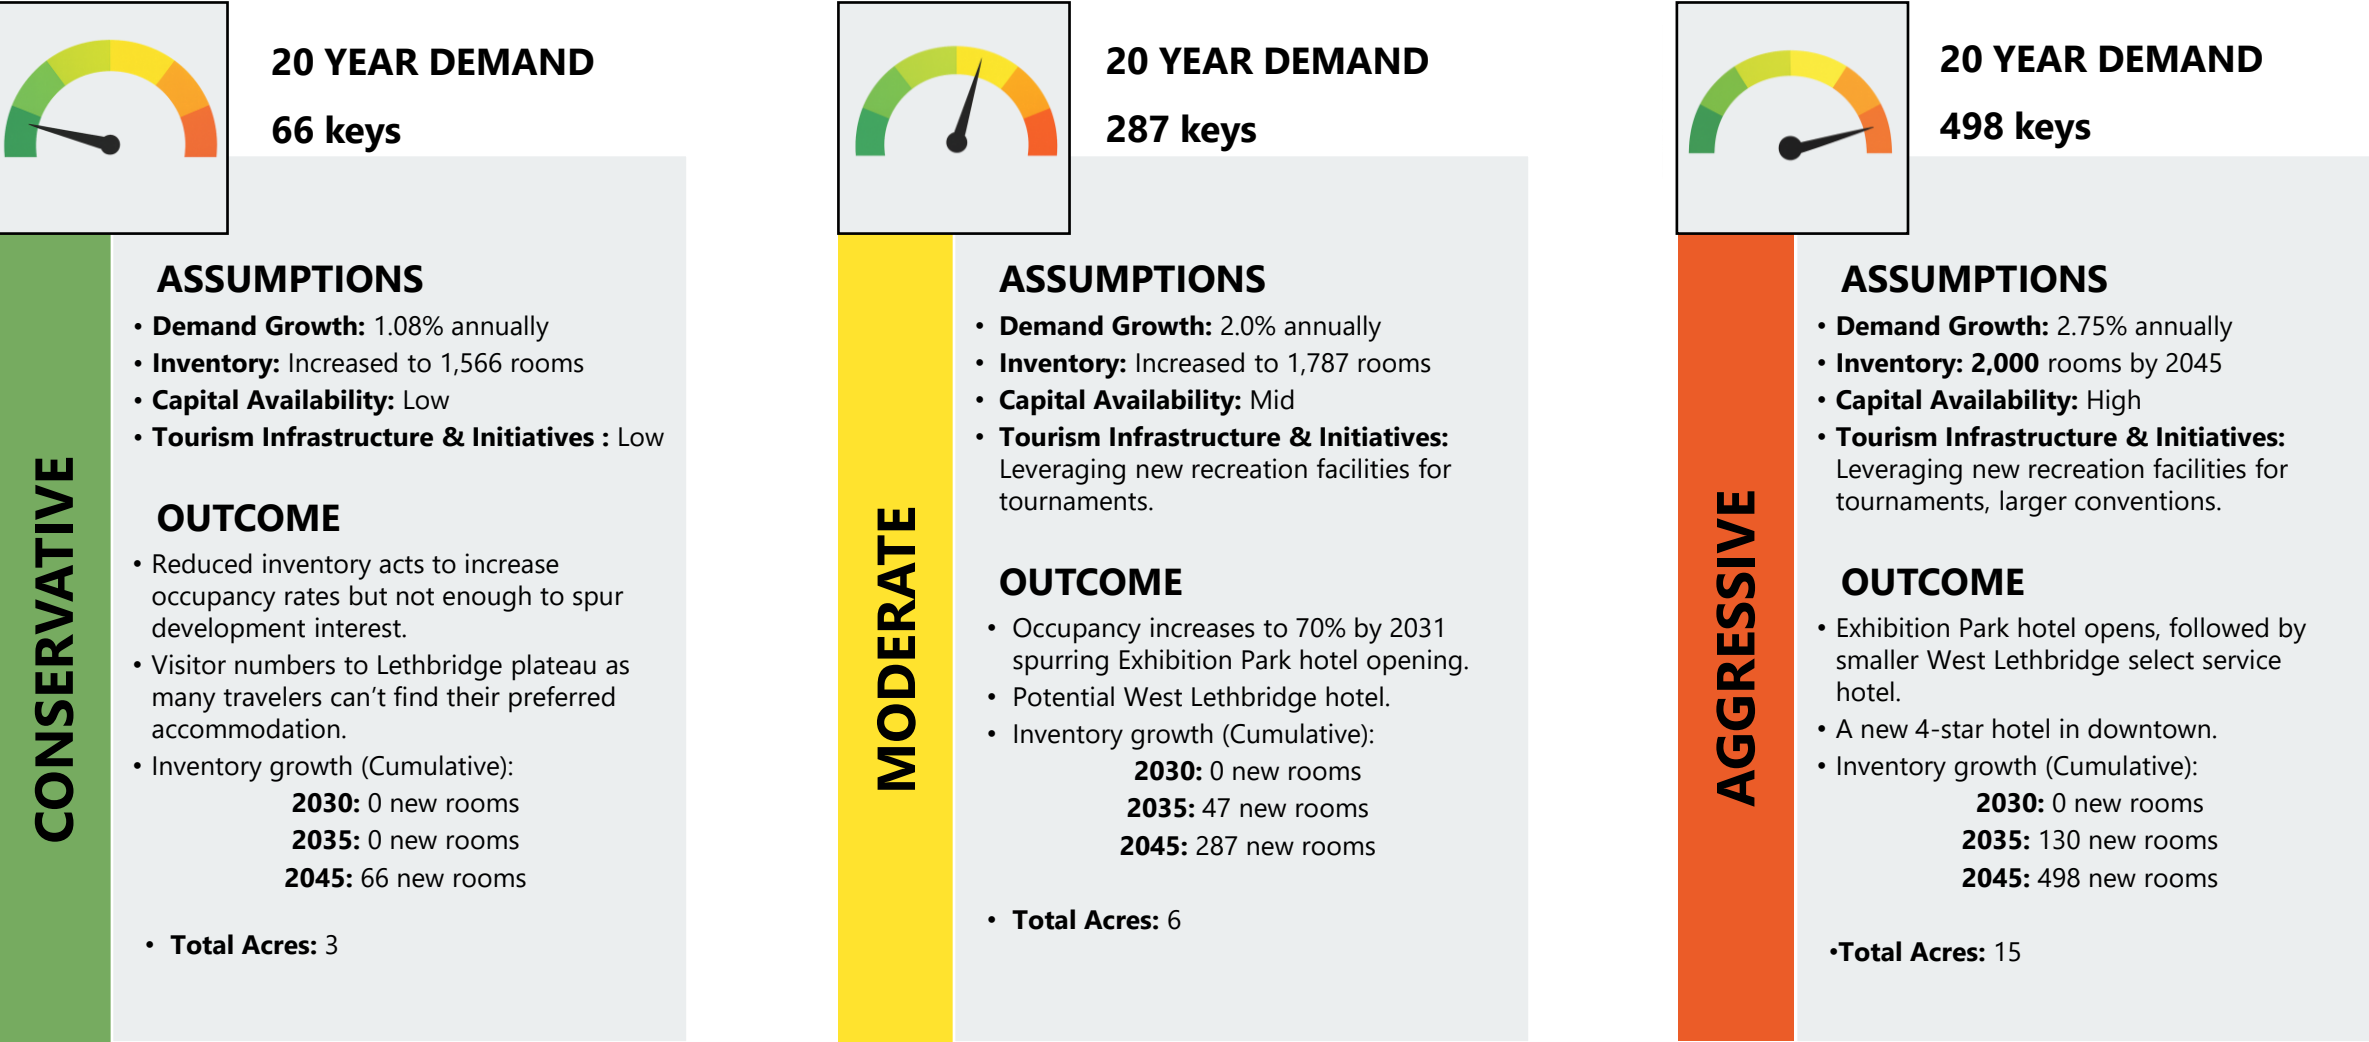 20 YEAR DEMAND
66 keys
CONSERVATIVE
ASSUMPTIONS
• Demand Growth: 1.08% annually
• Inventory: Increased to 1,566 rooms
• Capital Availability: Low
• Tourism Infrastructure & Initiatives : Low
OUTCOME
• Reduced inventory acts to increase
occupancy rates but not enough to spur
development interest.
• Visitor numbers to Lethbridge plateau as
many travelers can’t find their preferred
accommodation.
• Inventory growth (Cumulative):
2030: 0 new rooms
2035: 0 new rooms
2045: 66 new rooms
• Total Acres: 3
20 YEAR DEMAND
287 keys
MODERATE
ASSUMPTIONS
• Demand Growth: 2.0% annually
• Inventory: Increased to 1,787 rooms
• Capital Availability: Mid
• Tourism Infrastructure & Initiatives:
Leveraging new recreation facilities for
tournaments.
OUTCOME
• Occupancy increases to 70% by 2031
spurring Exhibition Park hotel opening.
• Potential West Lethbridge hotel.
• Inventory growth (Cumulative):
2030: 0 new rooms
2035: 47 new rooms
2045: 287 new rooms
• Total Acres: 6
20 YEAR DEMAND
498 keys
AGGRESSIVE
ASSUMPTIONS
• Demand Growth: 2.75% annually
• Inventory: 2,000 rooms by 2045
• Capital Availability: High
• Tourism Infrastructure & Initiatives:
Leveraging new recreation facilities for
tournaments, larger conventions.
OUTCOME
• Exhibition Park hotel opens, followed by
smaller West Lethbridge select service
hotel.
• A new 4-star hotel in downtown.
• Inventory growth (Cumulative):
2030: 0 new rooms
2035: 130 new rooms
2045: 498 new rooms
•Total Acres: 15